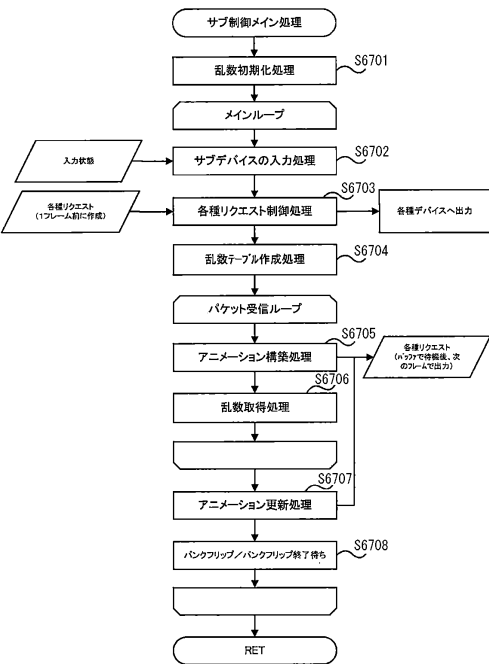 サブ制御メイン処理
S6701
乱数初期化処理
メインループ
S6702
入力状態
サブデバイスの入力処理
S6703
各種リクエスト
(1フレーム前に作成)
各種リクエスト制御処理
各種デバイスへ出力
S6704
乱数テーブル作成処理
パケット受信ループ
S6705
アニメーション構築処理
各種リクエスト
(バッファで待機後、次
のフレームで出力)
S6706
乱数取得処理
S6707
アニメーション更新処理
S6708
バンクフリップ/バンクフリップ終了待ち
RET